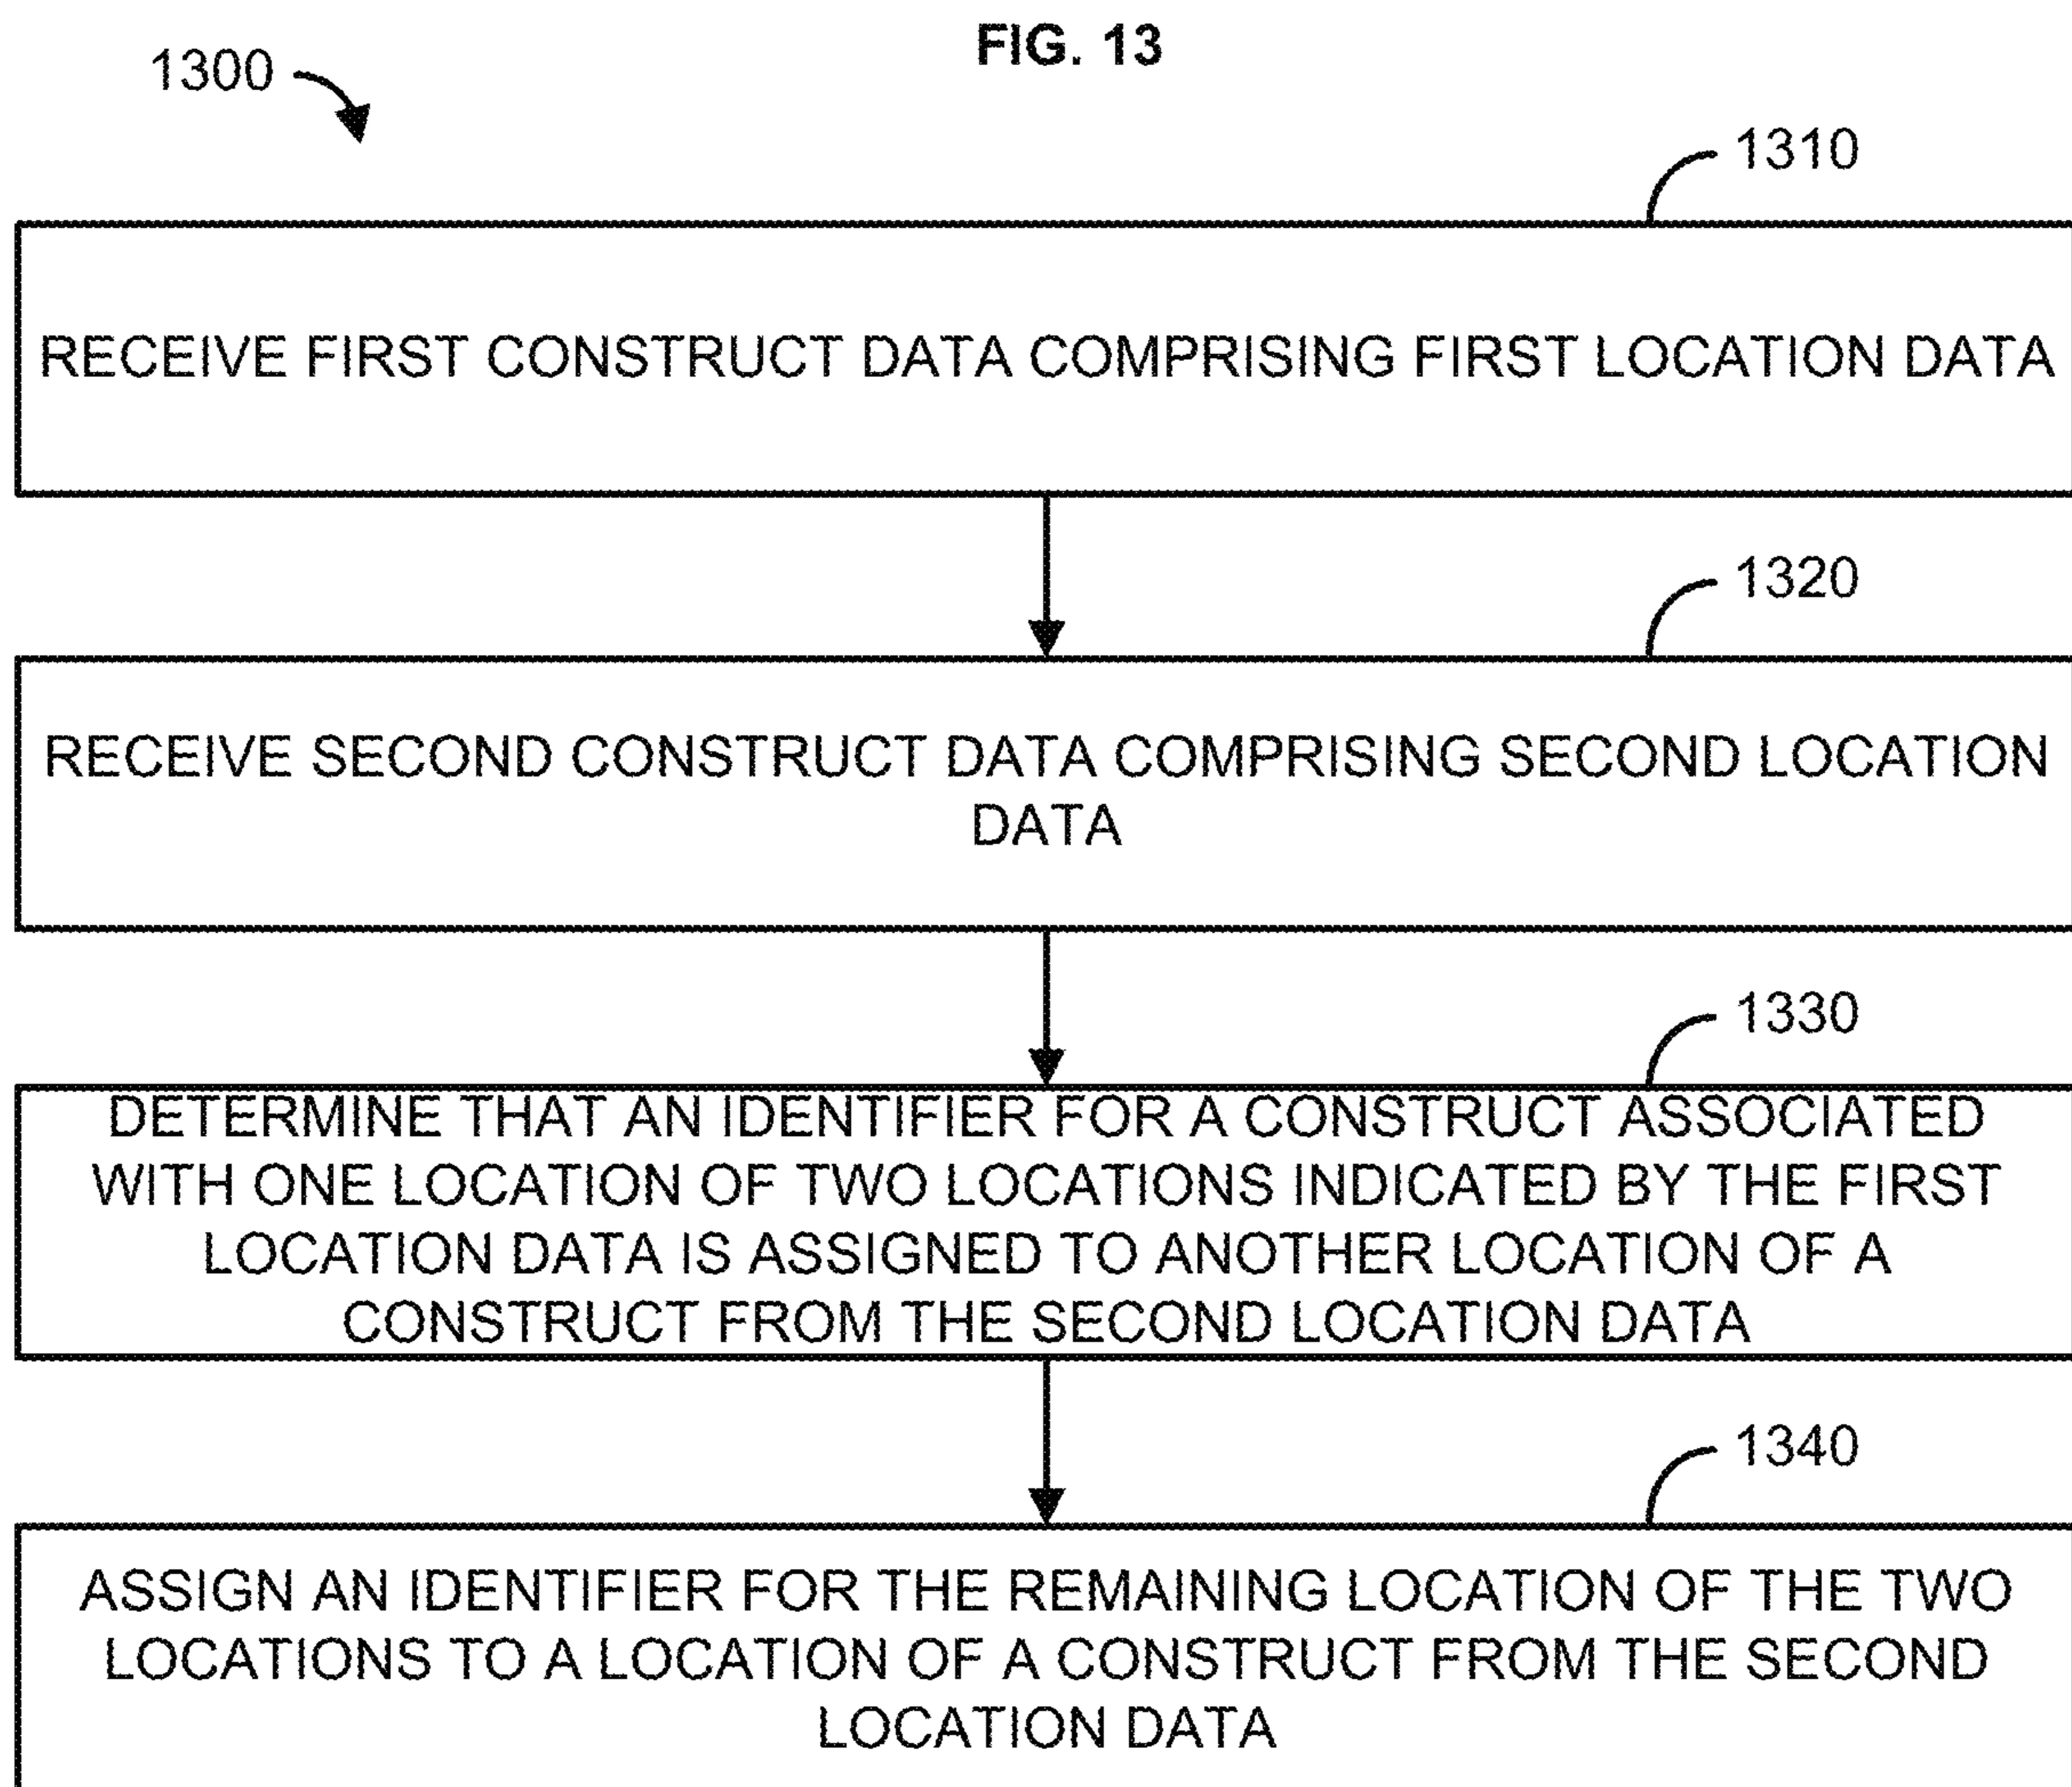 FIG. 13
1300
1310
RECEIVE FIRST CONSTRUCT DATA COMPRISING FIRST LOCATION DATA
1320
RECEIVE SECOND CONSTRUCT DATA COMPRISING SECOND LOCATION
DATA
1330
DETERMINE THAT AN IDENTIFIER FOR A CONSTRUCT ASSOCIATED
WITH ONE LOCATION OF TWO LOCATIONS INDICATED BY THE FIRST
LOCATION DATA IS ASSIGNED TO ANOTHER LOCATION OF A
CONSTRUCT FROM THE SECOND LOCATION DATA
1340
ASSIGN AN IDENTIFIER FOR THE REMAINING LOCATION OF THE TWO
LOCATIONS TO A LOCATION OF A CONSTRUCT FROM THE SECOND
LOCATION DATA